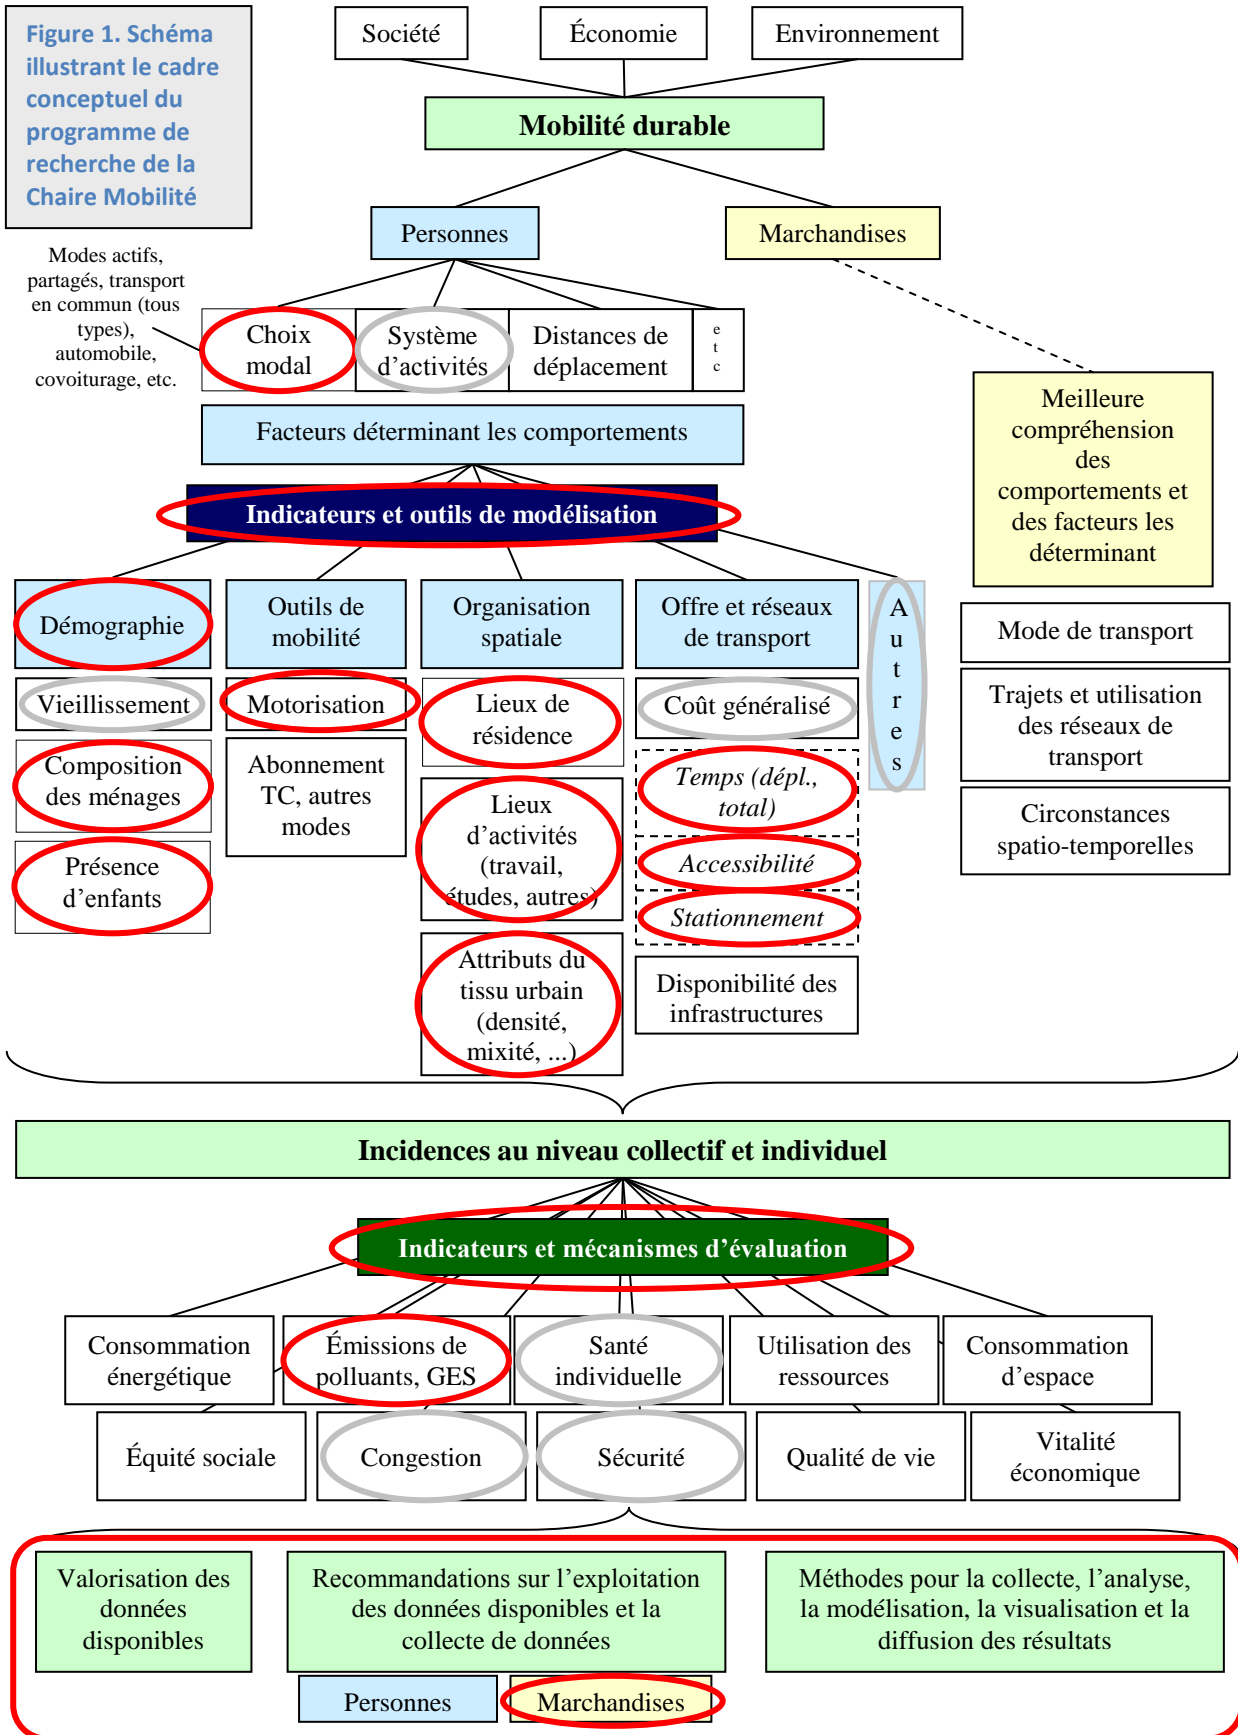 Figure 1. Schéma
illustrant le cadre
conceptuel du
programme de
recherche de la
Chaire Mobilité
Société
Économie
Environnement
Mobilité durable
Personnes
Marchandises
Modes actifs,
partagés, transport
en commun (tous
types),
automobile,
covoiturage, etc.
Choix
modal
Système
d'activités
Distances de
déplacement
e
t
c
Facteurs déterminant les comportements
Meilleure
compréhension
des
comportements et
des facteurs les
déterminant
Indicateurs et outils de modélisation
Démographie
Outils de
mobilité
Organisation
spatiale
Offre et réseaux
de transport
A
u
t
r
e
s
Mode de transport
Trajets et utilisation
des réseaux de
transport
Circonstances
spatio-temporelles
Vieillissement
Composition
des ménages
Présence
d'enfants
Motorisation
Abonnement
TC, autres
modes
Lieux de
résidence
Lieux
d'activités
(travail,
études, autres)
Attributs du
tissu urbain
(densité,
mixité, ...)
Coût généralisé
Temps (dépl.,
total)
Accessibilité
Stationnement
Disponibilité des
infrastructures
Incidences au niveau collectif et individuel
Indicateurs et mécanismes d'évaluation
Consommation
énergétique
Émissions de
polluants, GES
Santé
individuelle
Utilisation des
ressources
Consommation
d'espace
Équité sociale
Congestion
Sécurité
Qualité de vie
Vitalité
économique
Valorisation des
données
disponibles
Recommandations sur l'exploitation
des données disponibles et la
collecte de données
Méthodes pour la collecte, l'analyse,
la modélisation, la visualisation et la
diffusion des résultats
Personnes
Marchandises